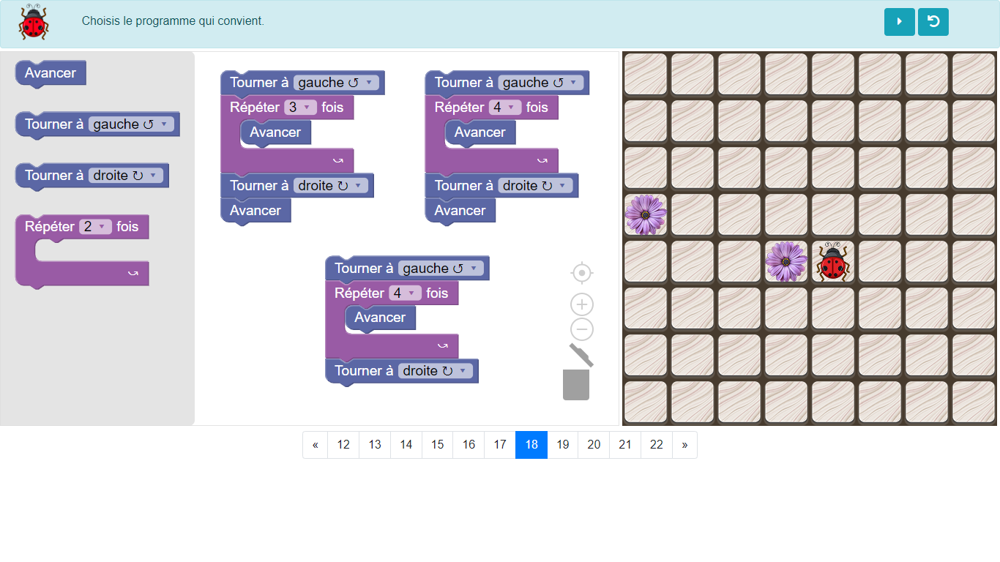 Choisis le programme qui convient.
Avancer
Tourner à gauche ↺ ▾
Tourner à droite ↻ ▾
Répéter 2 ▾ fois
Tourner à gauche ↺ ▾
Répéter 3 ▾ fois
Avancer
Tourner à droite ↻ ▾
Avancer
Tourner à gauche ↺ ▾
Répéter 4 ▾ fois
Avancer
Tourner à droite ↻ ▾
Avancer
Tourner à gauche ↺ ▾
Répéter 4 ▾ fois
Avancer
Tourner à droite ↻ ▾
« 12 13 14 15 16 17 18 19 20 21 22 »